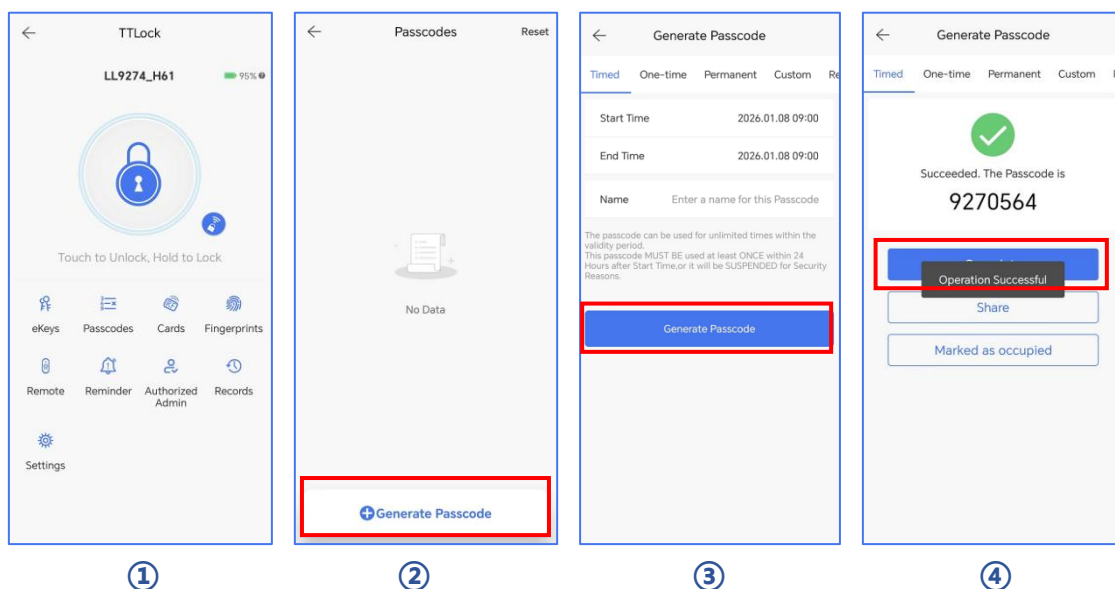 TTLock
LL9274_H61
95%
Touch to Unlock, Hold to Lock
eKeys
Passcodes
Cards
Fingerprints
Remote
Reminder
Authorized
Admin
Records
Settings
①
Passcodes
Reset
No Data
Generate Passcode
②
Generate Passcode
Timed One-time Permanent Custom Re
Start Time 2026.01.08 09:00
End Time 2026.01.08 09:00
Name Enter a name for this Passcode
The passcode can be used for unlimited times within the
validity period.
This passcode MUST BE used at least ONCE within 24
Hours after Start Time,or it will be SUSPENDED for Security
Reasons.
Generate Passcode
③
Generate Passcode
Timed One-time Permanent Custom
Succeeded. The Passcode is
9270564
Operation Successful
Share
Marked as occupied
④